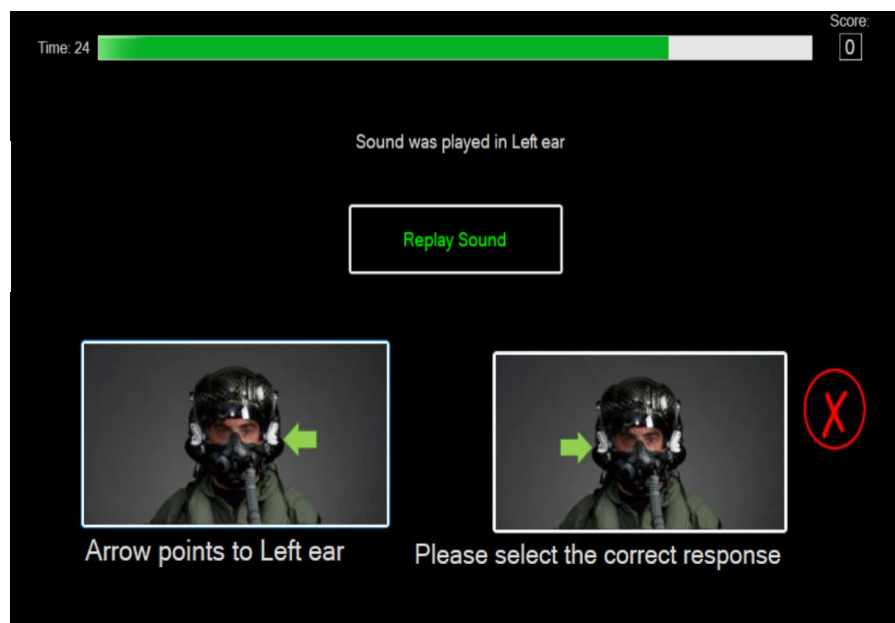 Score:
Time: 24
0
Sound was played in Left ear
Replay Sound
X
Arrow points to Left ear
Please select the correct response